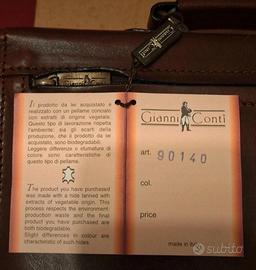 Il prodotto da lei acquistato è
realizzato con un pellame conciato
con estratti di origine vegetale.
Questo tipo di lavorazione rispetta
l'ambiente: sia gli scarti della
produzione, che il prodotto da lei
acquistato, sono biodegradabili.
Leggere differenze o sfumature di
colore sono caratteristiche di
questo tipo di pellame.
The product you have purchased
was made with a hide tanned with
extracts of vegetable origin. This
process respects the environment:
production waste and the final
product you have purchased are
both biodegradable.
Slight differences in colour are
characteristic of such hides.
Gianni Conti
art. 90140
col.
price
made in
subito